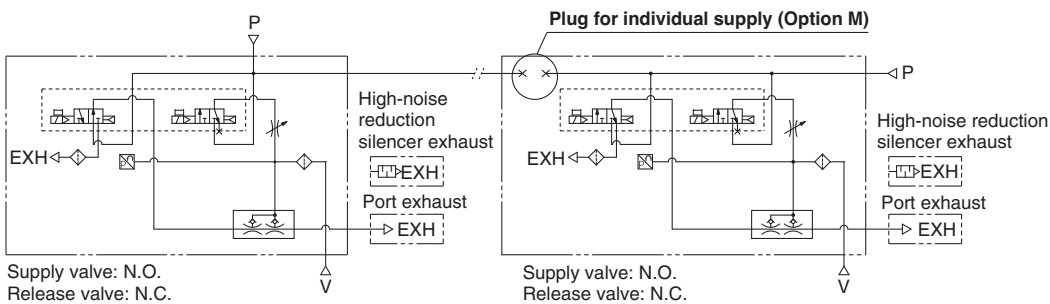 P
Plug for individual supply (Option M)
P
High-noise
reduction
silencer exhaust
EXH
EXH
Port exhaust
EXH
V
Supply valve: N.O.
Release valve: N.C.
High-noise reduction
silencer exhaust
EXH
EXH
Port exhaust
EXH
V
Supply valve: N.O.
Release valve: N.C.